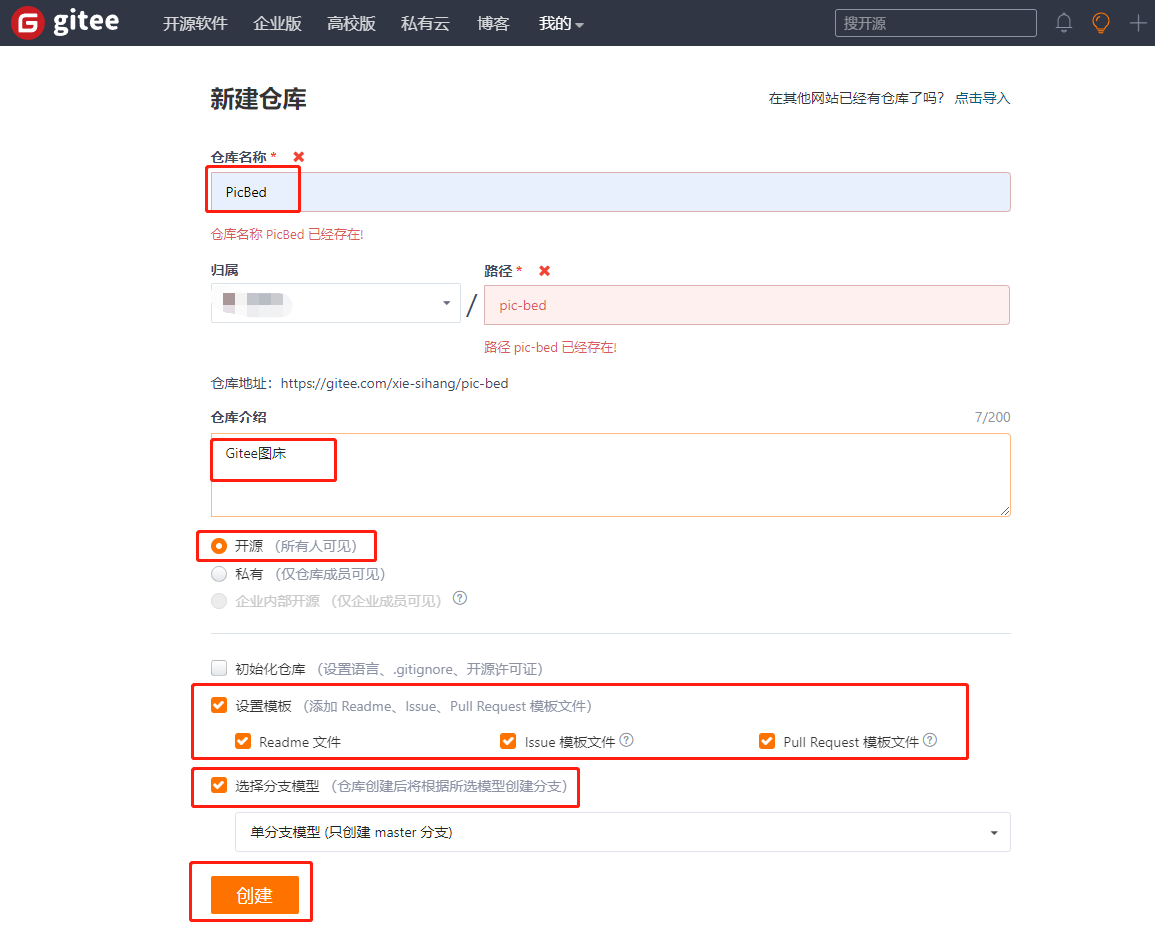 gitee 开源软件 企业版 高校版 私有云 博客 我的 搜开源
新建仓库 在其他网站已经有仓库了吗? 点击导入
仓库名称 *
PicBed
仓库名称 PicBed 已经存在!
归属 路径 *
/ pic-bed
路径 pic-bed 已经存在!
仓库地址: https://gitee.com/xie-sihang/pic-bed
仓库介绍 7/200
Gitee图床
开源 (所有人可见)
私有 (仅仓库成员可见)
企业内部开源 (仅企业成员可见) ?
初始化仓库 (设置语言、.gitignore、开源许可证)
设置模板 (添加 Readme、Issue、Pull Request 模板文件)
Readme 文件 Issue 模板文件 ? Pull Request 模板文件 ?
选择分支模型 (仓库创建后将根据所选模型创建分支)
单分支模型 (只创建 master 分支)
创建